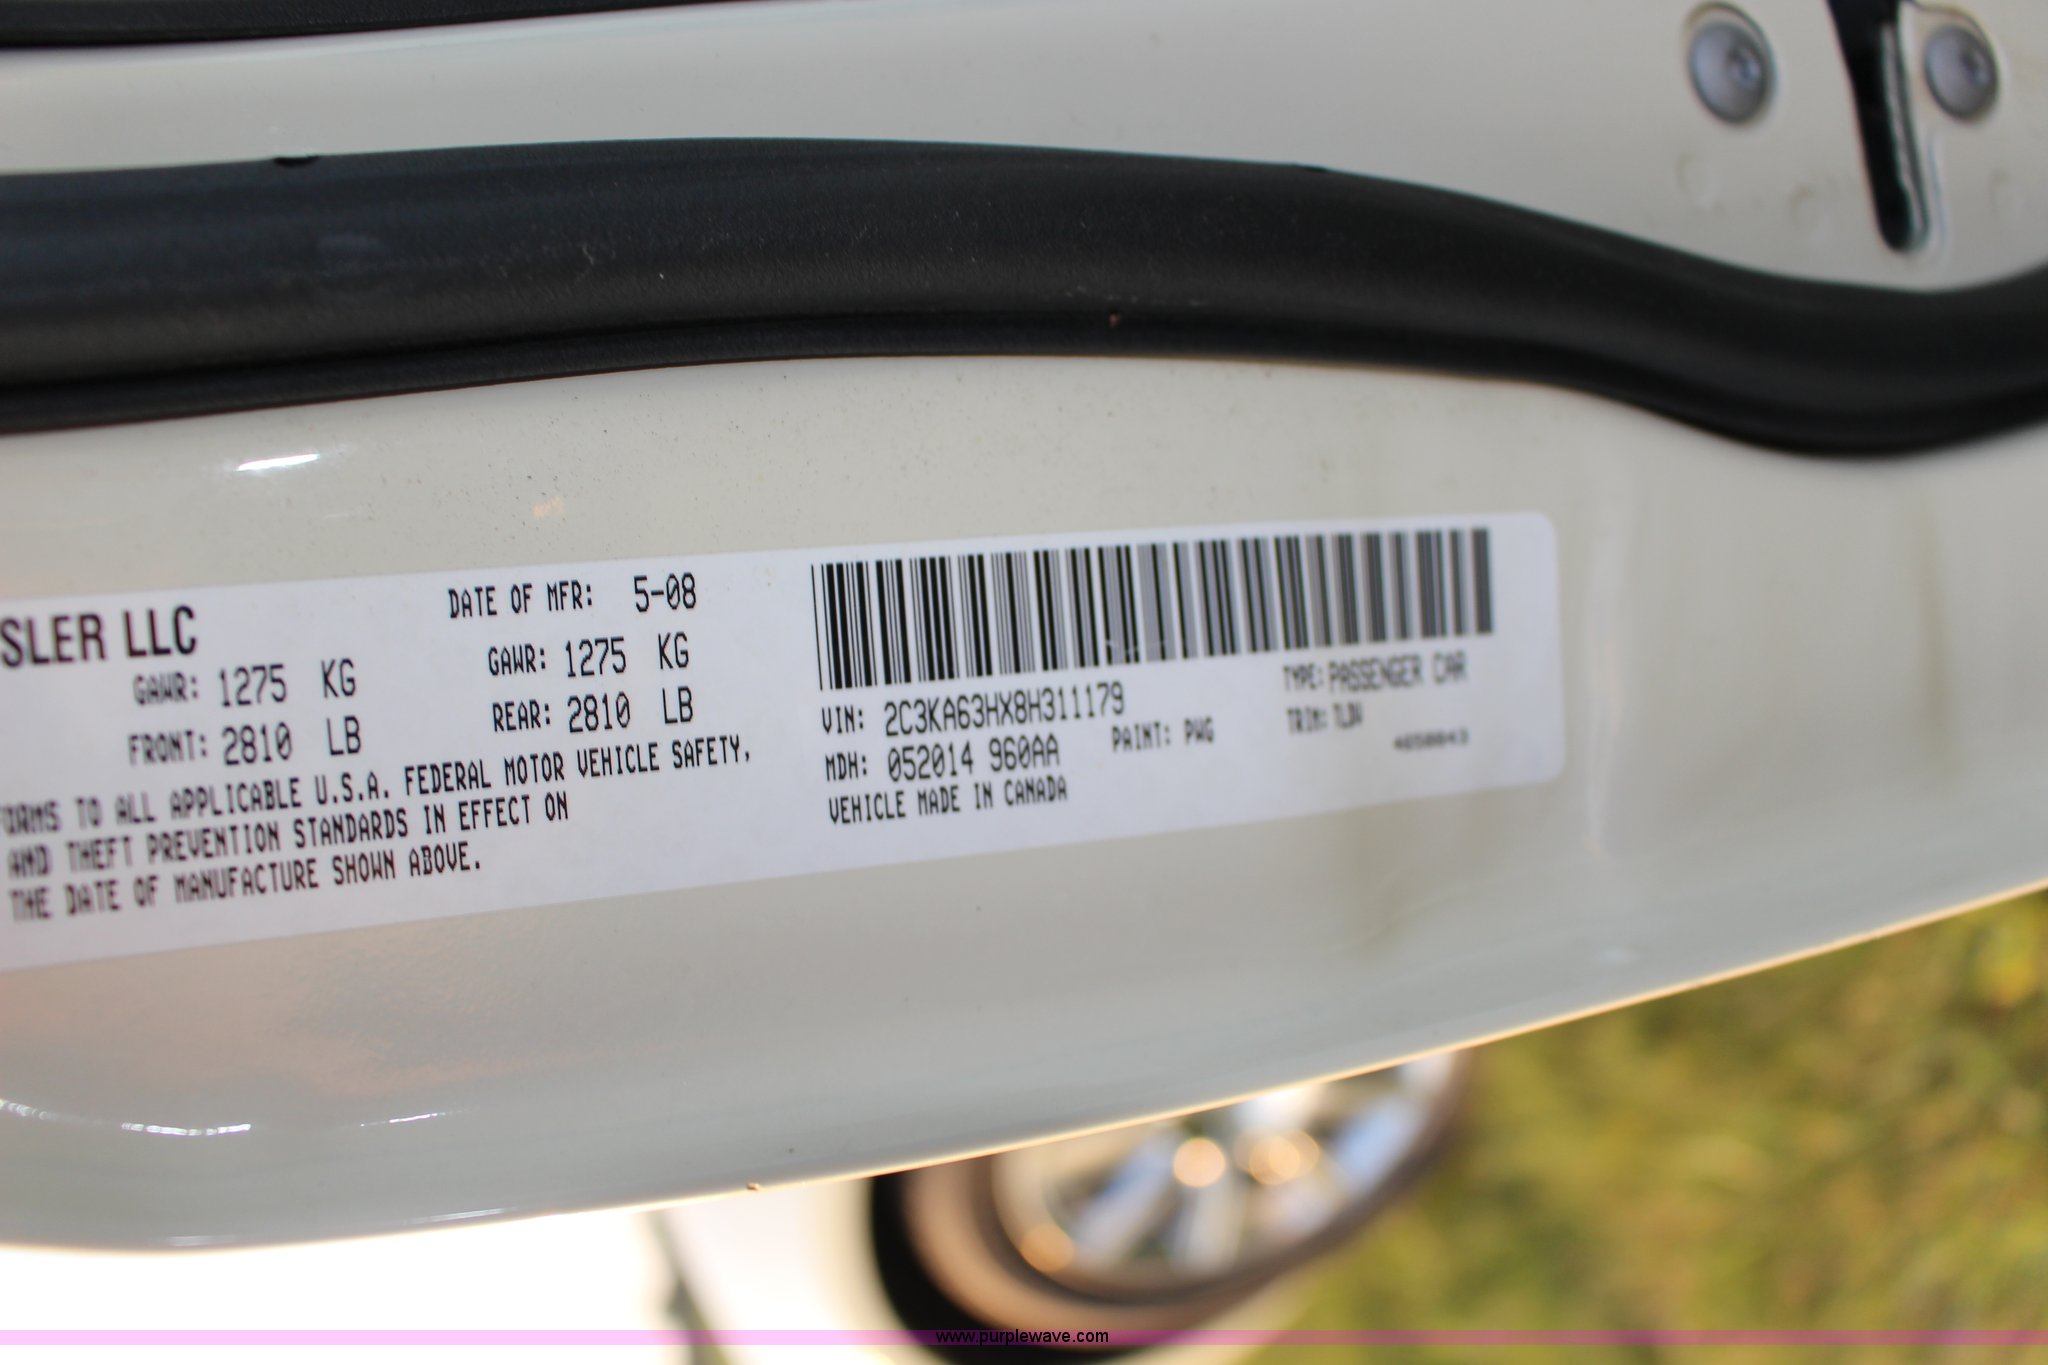 SLER LLC
DATE OF MFR: 5-08
GAWR: 1275 KG
GAWR: 1275 KG
FRONT: 2810 LB
REAR: 2810 LB
FORMS TO ALL APPLICABLE U.S.A. FEDERAL MOTOR VEHICLE SAFETY,
AND THEFT PREVENTION STANDARDS IN EFFECT ON
THE DATE OF MANUFACTURE SHOWN ABOVE.
VIN: 2C3KA63HX8H311179
TYPE: PASSENGER CAR
MDH: 052014 960AA
PAINT: PWG
TRIM:
VEHICLE MADE IN CANADA
www.purplewave.com